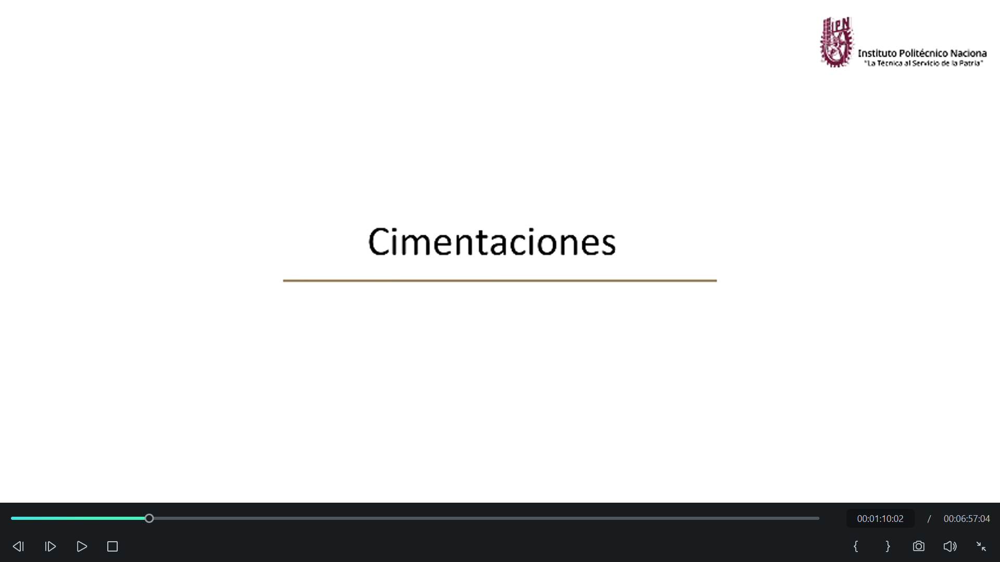 IPN
Instituto Politécnico Naciona
"La Técnica al Servicio de la Patria"
Cimentaciones
00:01:10:02 / 00:06:57:04
{ }